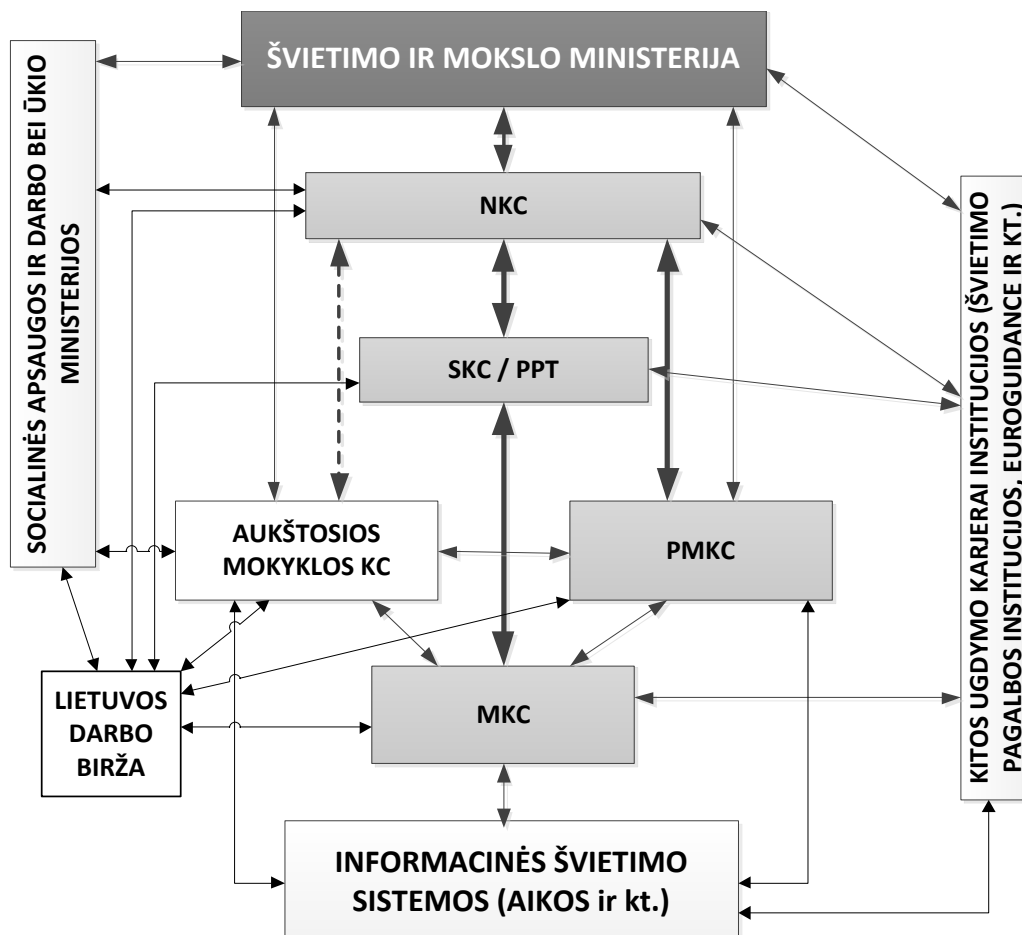 ŠVIETIMO IR MOKSLO MINISTERIJA
SOCIALINĖS APSAUGOS IR DARBO BEI ŪKIO
MINISTERIJOS
NKC
KITOS UGDYMO KARJERAI INSTITUCIJOS (ŠVIETIMO
PAGALBOS INSTITUCIJOS, EUROGUIDANCE IR KT.)
SKC / PPT
AUKŠTOSIOS
MOKYKLOS KC
PMKC
LIETUVOS
DARBO
BIRŽA
MKC
INFORMACINĖS ŠVIETIMO
SISTEMOS (AIKOS ir kt.)